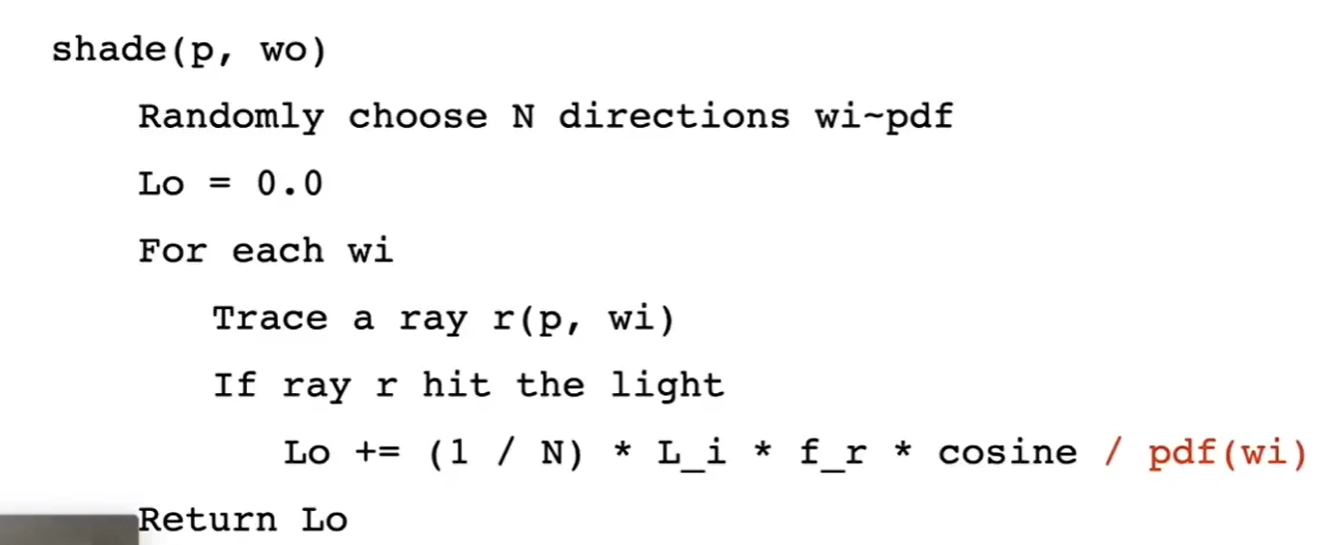 shade(p, wo)
Randomly choose N directions wi~pdf
Lo = 0.0
For each wi
Trace a ray r(p, wi)
If ray r hit the light
Lo += (1 / N) * L_i * f_r * cosine / pdf(wi)
Return Lo